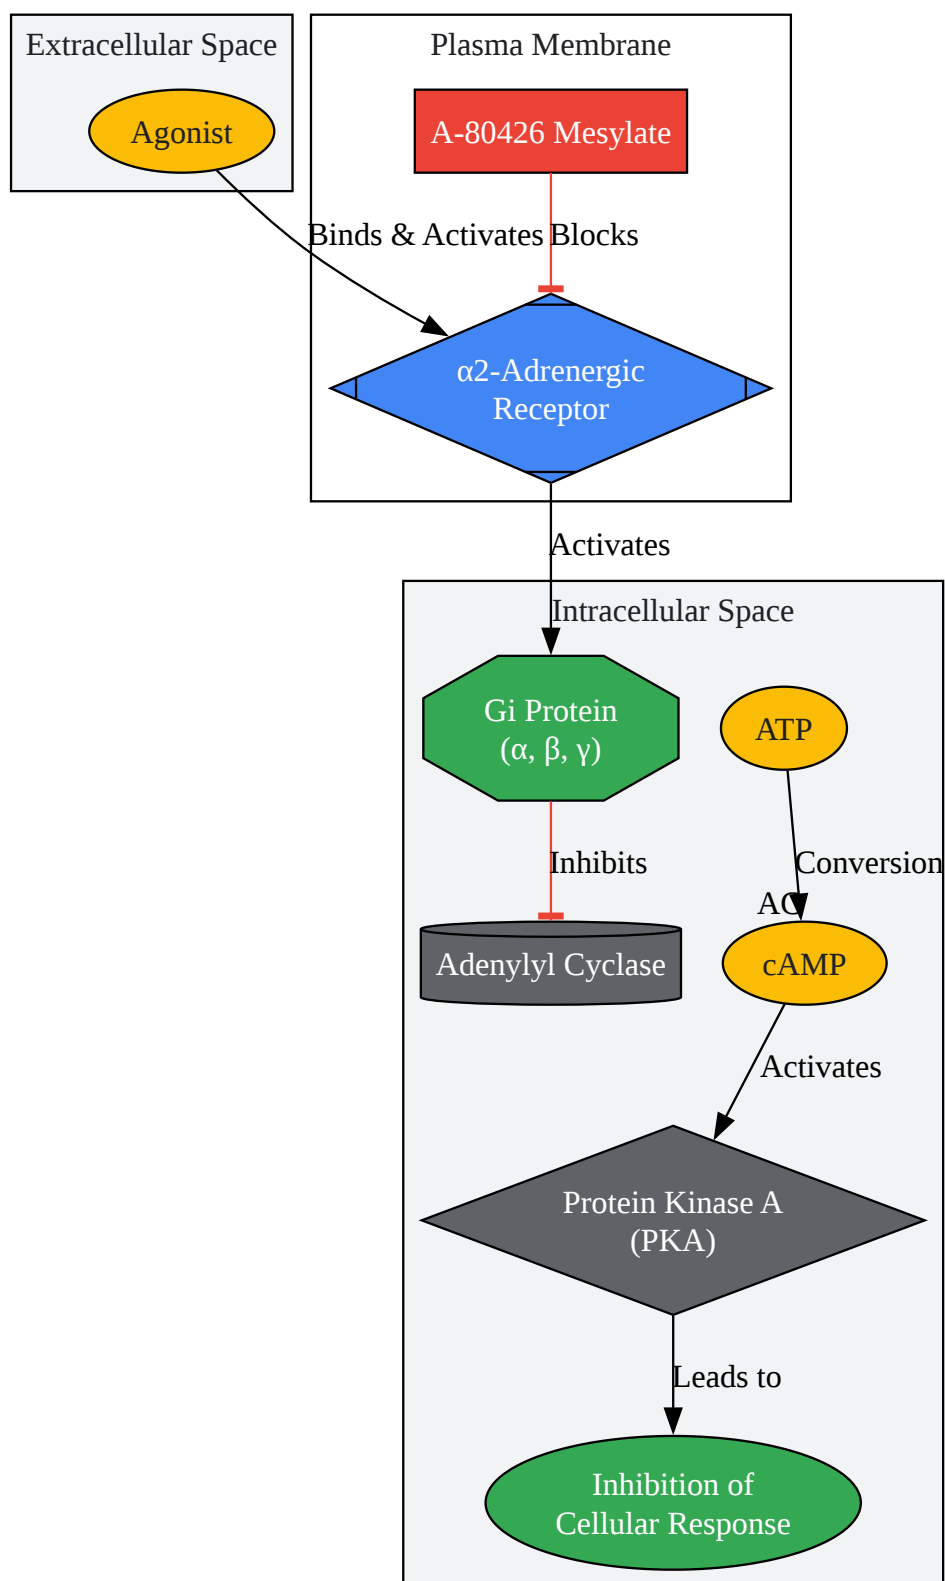 Extracellular Space
Plasma Membrane
Agonist
A-80426 Mesylate
Binds & Activates
Blocks
α2-Adrenergic
Receptor
Activates
Intracellular Space
Gi Protein
(α, β, γ)
ATP
Inhibits
Conversion
AC
Adenylyl Cyclase
cAMP
Activates
Protein Kinase A
(PKA)
Leads to
Inhibition of
Cellular Response